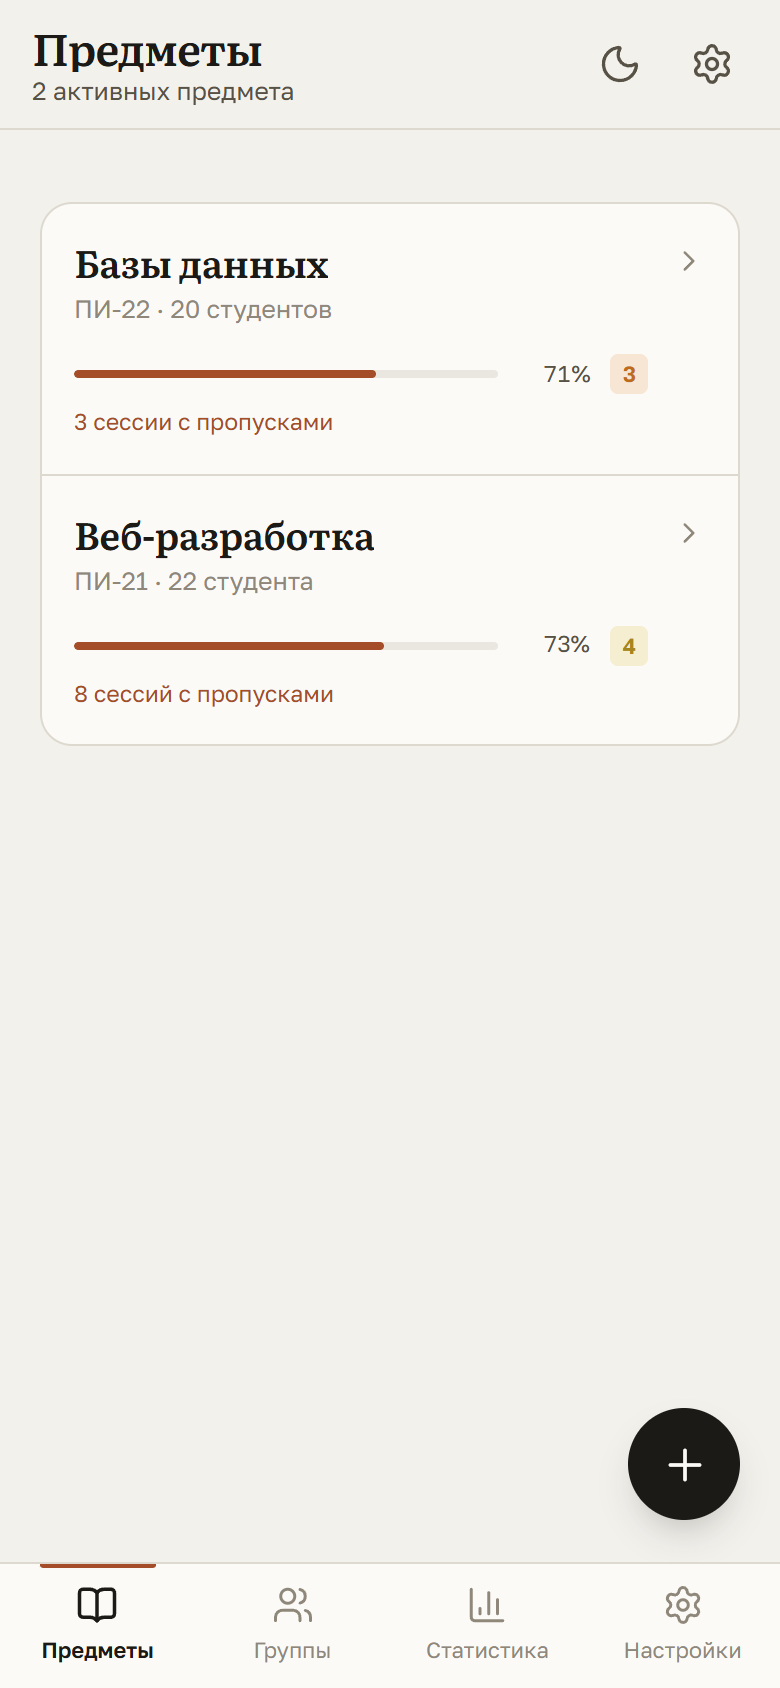 Предметы
2 активных предмета
Базы данных
ПИ-22 · 20 студентов
71% 3
3 сессии с пропусками
Веб-разработка
ПИ-21 · 22 студента
73% 4
8 сессий с пропусками
Предметы Группы Статистика Настройки